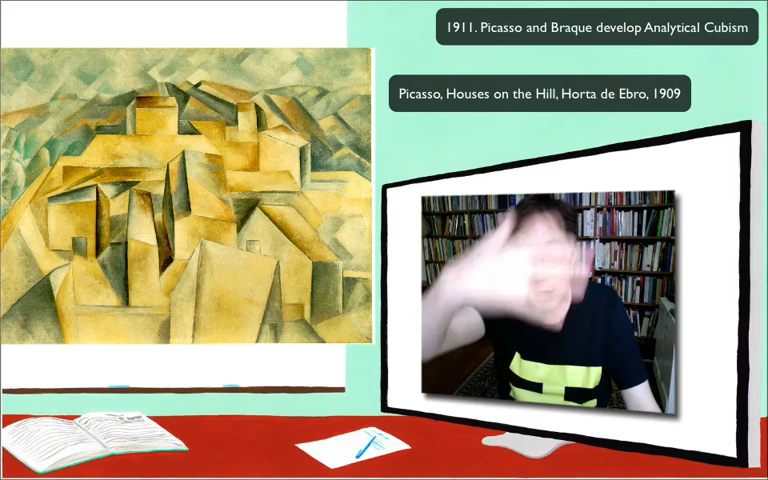 1911. Picasso and Braque develop Analytical Cubism
Picasso, Houses on the Hill, Horta de Ebro, 1909